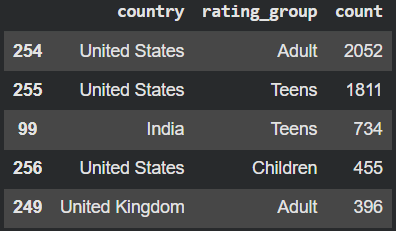 country rating_group count
254 United States Adult 2052
255 United States Teens 1811
99 India Teens 734
256 United States Children 455
249 United Kingdom Adult 396